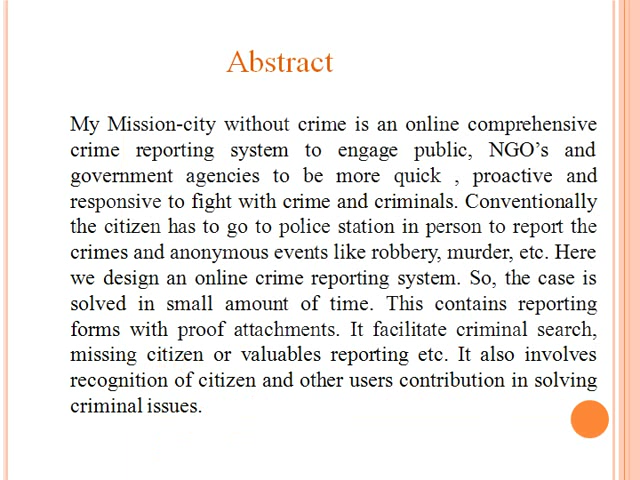 Abstract
My Mission-city without crime is an online comprehensive
crime reporting system to engage public, NGO’s and
government agencies to be more quick , proactive and
responsive to fight with crime and criminals. Conventionally
the citizen has to go to police station in person to report the
crimes and anonymous events like robbery, murder, etc. Here
we design an online crime reporting system. So, the case is
solved in small amount of time. This contains reporting
forms with proof attachments. It facilitate criminal search,
missing citizen or valuables reporting etc. It also involves
recognition of citizen and other users contribution in solving
criminal issues.